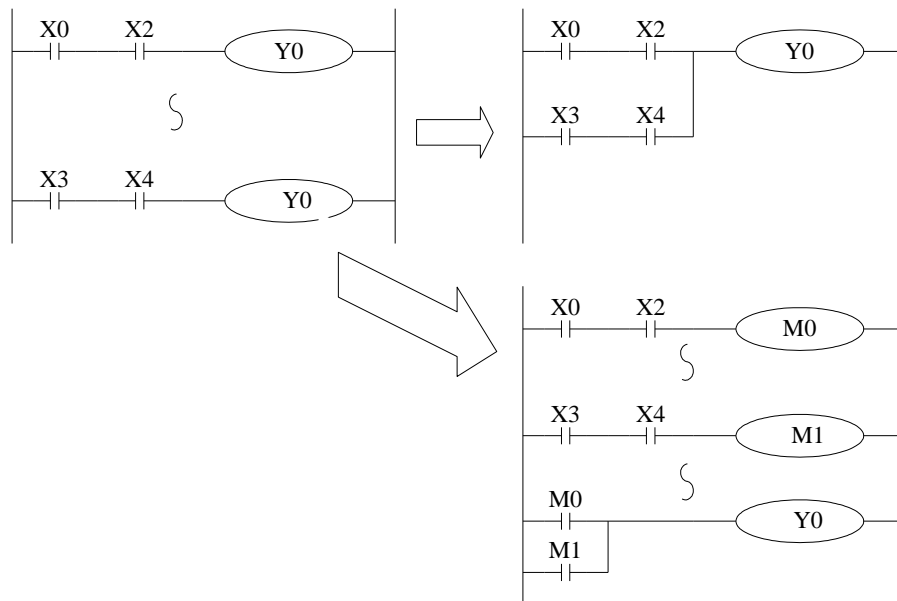 X0 X2 Y0
X3 X4 Y0
X0 X2 Y0
X3 X4
X0 X2 M0
X3 X4 M1
M0 Y0
M1